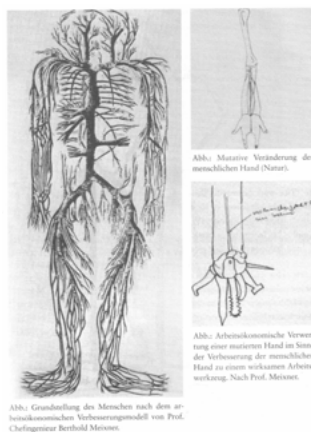 Abb.: Mutative Veränderung der
menschlichen Hand (Natur).
Abb.: Arbeitsökonomische Verwer-
tung einer mutierten Hand im Sinne
der Verbesserung der menschlichen
Hand zu einem wirksamen Arbeits-
werkzeug. Nach Prof. Meixner.
Abb.: Grundstellung des Menschen nach dem ar-
beitsökonomischen Verbesserungsmodell von Prof.
Chefingenieur Berthold Meixner.